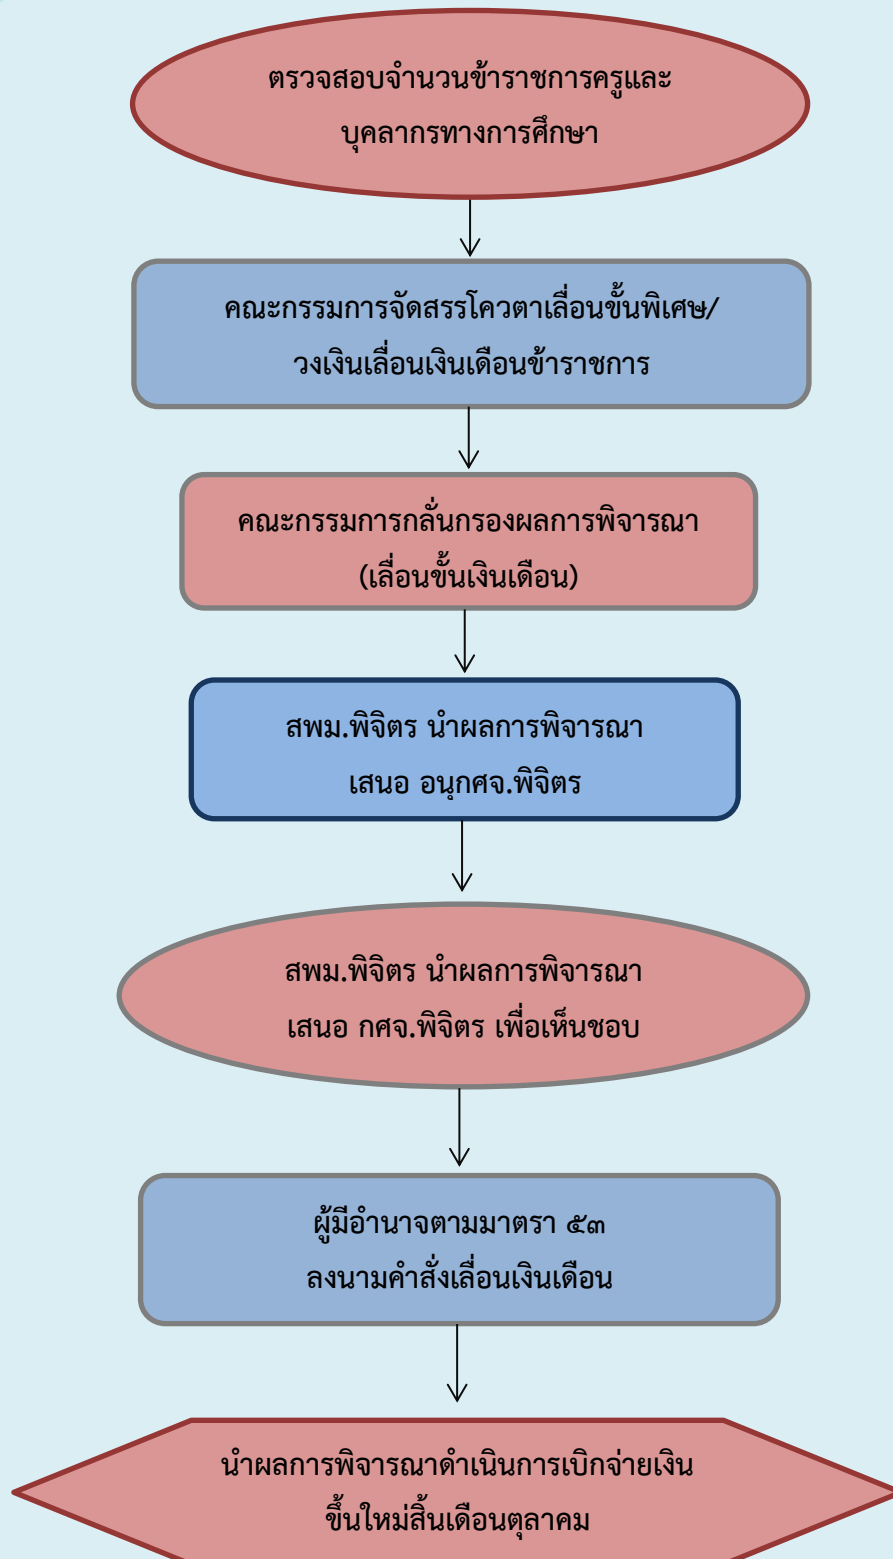 ตรวจสอบจำนวนข้าราชการครูและ
บุคลากรทางการศึกษา
คณะกรรมการจัดสรรโควตาเลื่อนขั้นพิเศษ/
วงเงินเลื่อนเงินเดือนข้าราชการ
คณะกรรมการกลั่นกรองผลการพิจารณา
(เลื่อนขั้นเงินเดือน)
สพม.พิจิตร นำผลการพิจารณา
เสนอ อนุกศจ.พิจิตร
สพม.พิจิตร นำผลการพิจารณา
เสนอ กศจ.พิจิตร เพื่อเห็นชอบ
ผู้มีอำนาจตามมาตรา ๕๓
ลงนามคำสั่งเลื่อนเงินเดือน
นำผลการพิจารณาดำเนินการเบิกจ่ายเงิน
ขึ้นใหม่สิ้นเดือนตุลาคม